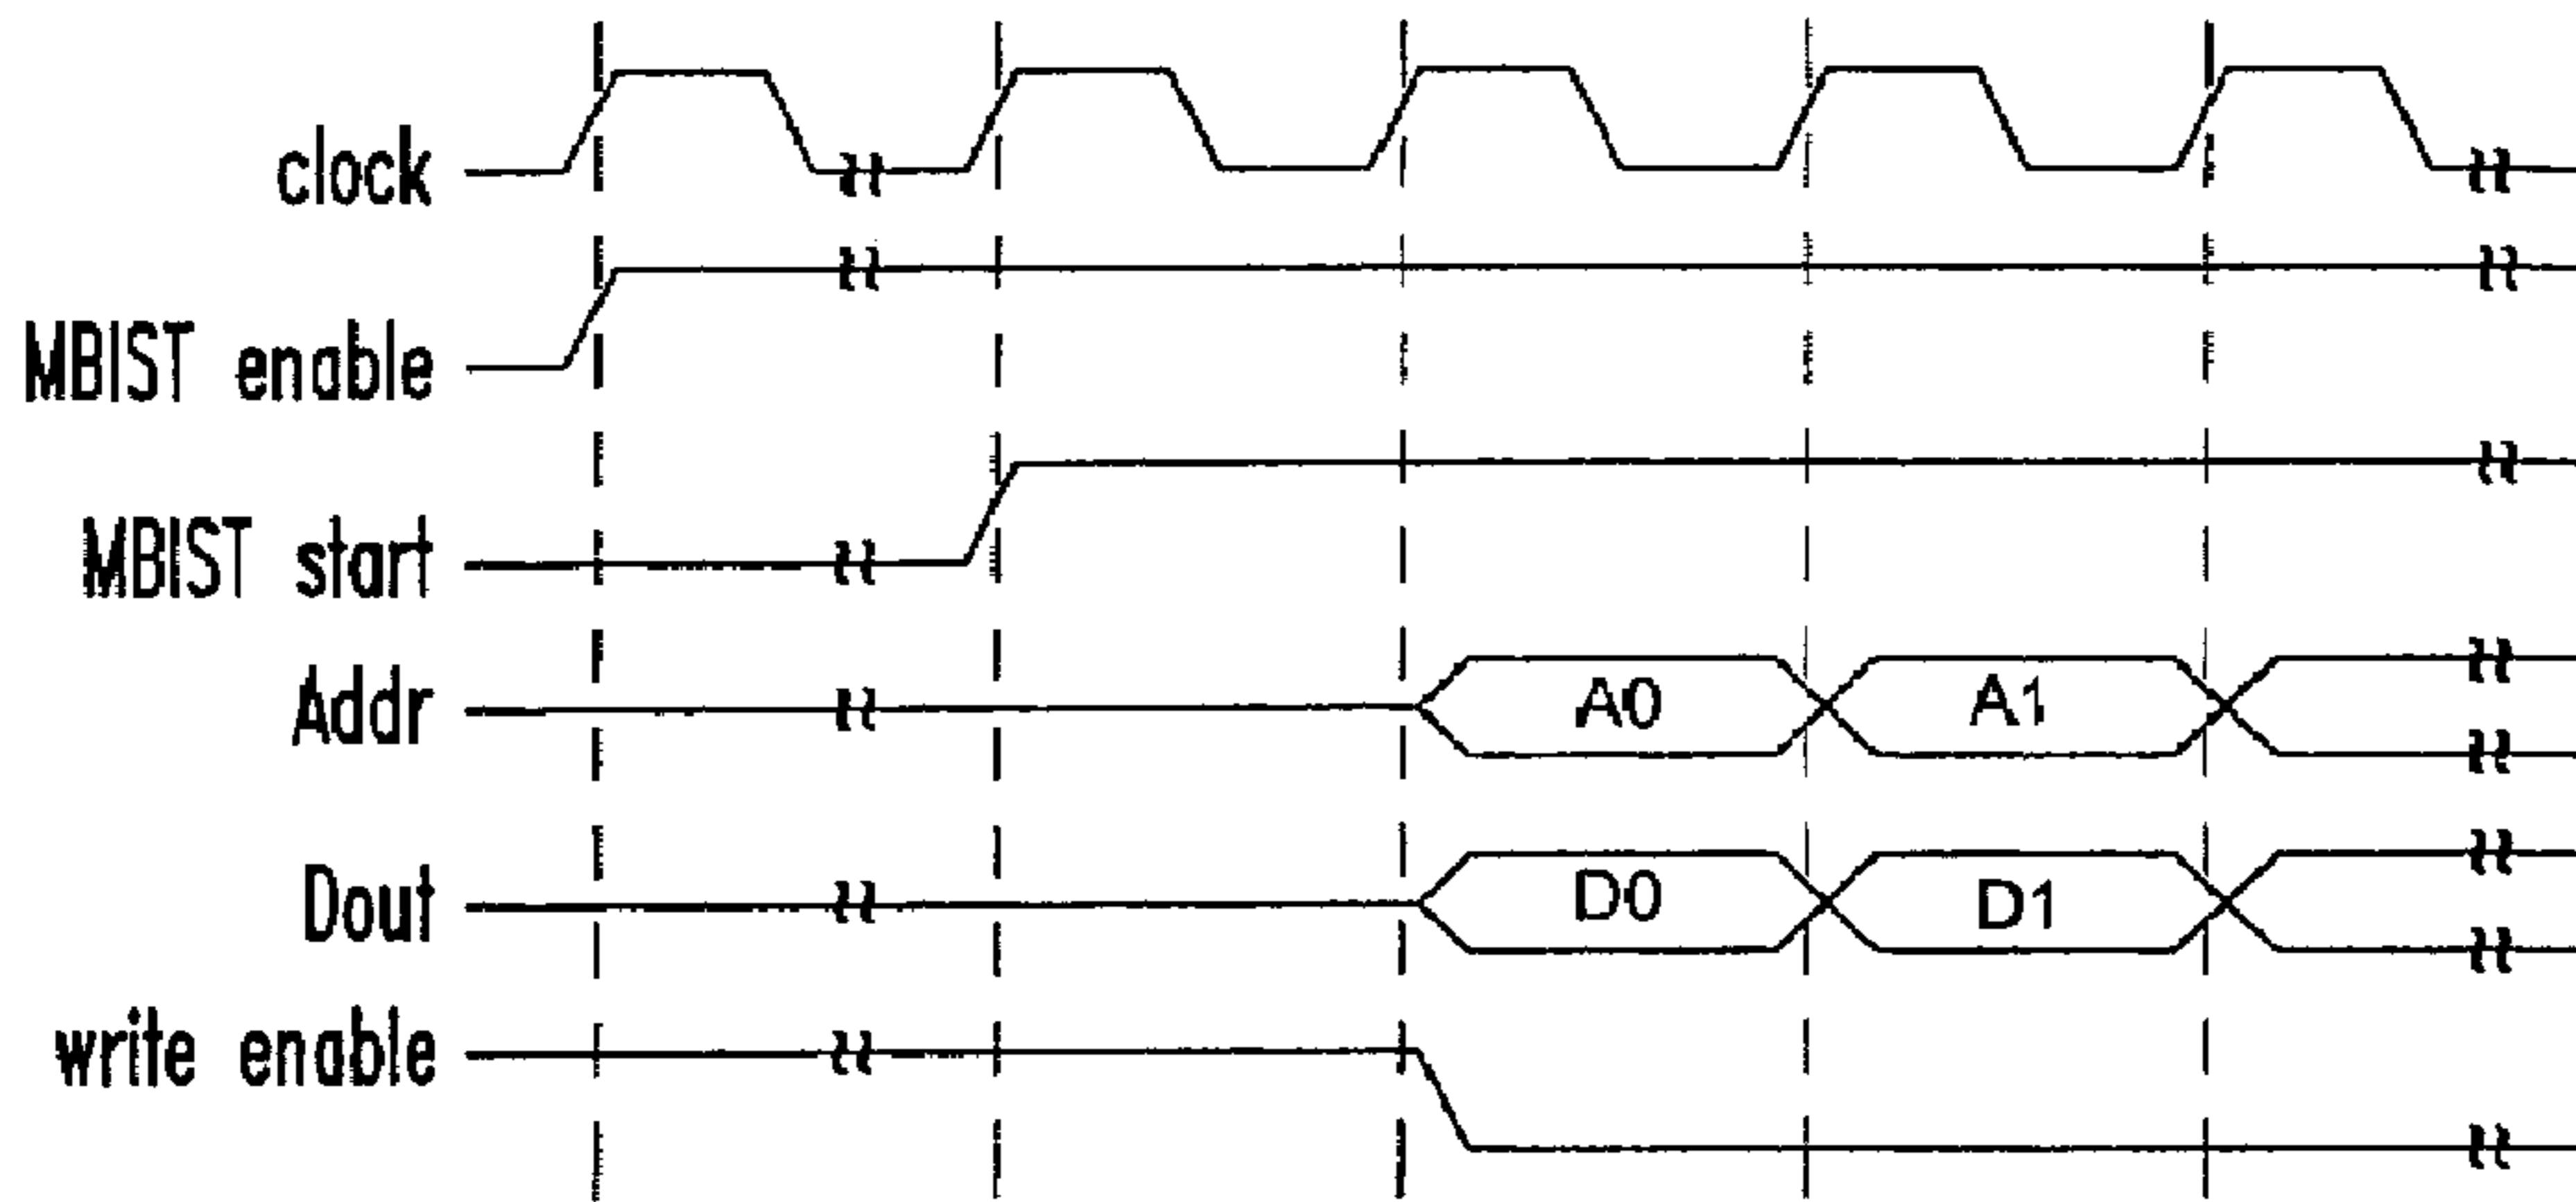 clock
MBIST enable
MBIST start
Addr
A0 A1
Dout
D0 D1
write enable